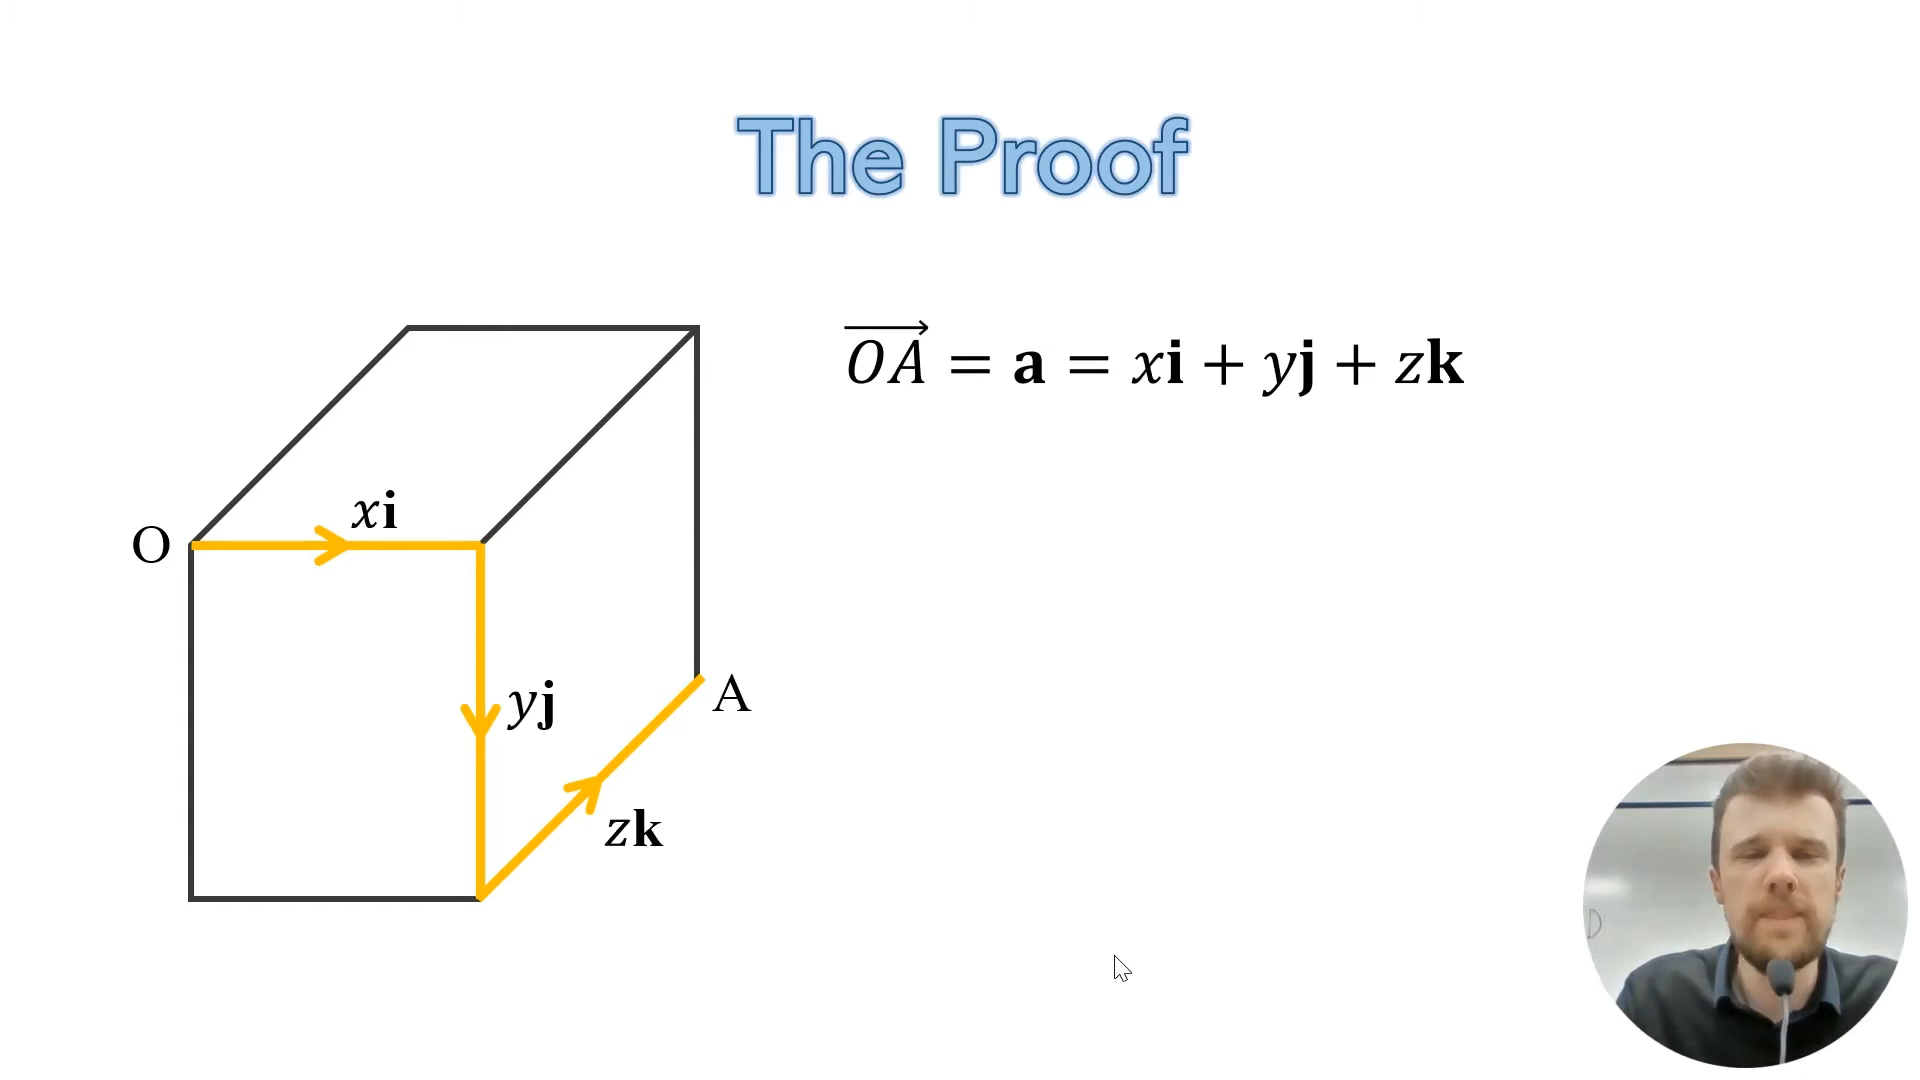 The Proof
OA = a = xi + yj + zk
xi
O
yj
A
zk
D